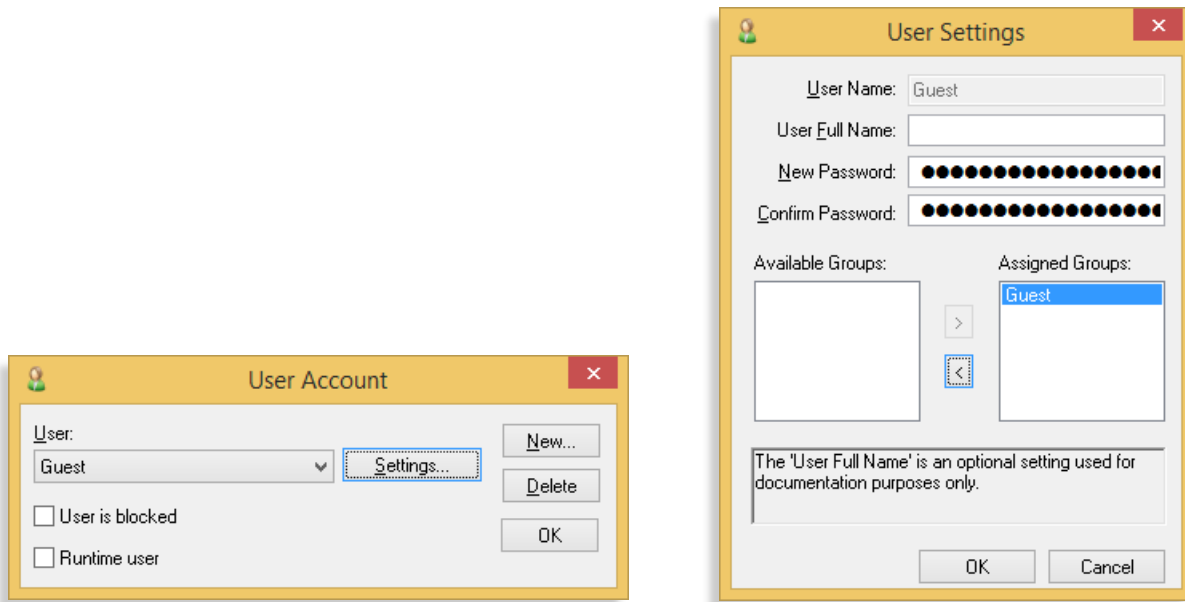 User Account
User:
Guest
Settings...
New...
Delete
OK
User is blocked
Runtime user
User Settings
User Name: Guest
User Full Name:
New Password: ●●●●●●●●●●●●●●●●●
Confirm Password: ●●●●●●●●●●●●●●●●●
Available Groups:
Assigned Groups:
Guest
>
<
The 'User Full Name' is an optional setting used for
documentation purposes only.
OK
Cancel